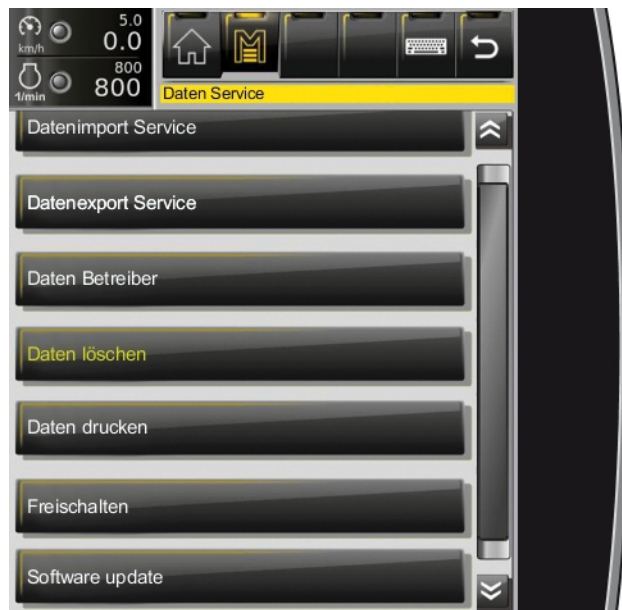 5.0
km/h 0.0
800
1/min 800
Daten Service
Datenimport Service
Datenexport Service
Daten Betreiber
Daten löschen
Daten drucken
Freischalten
Software update